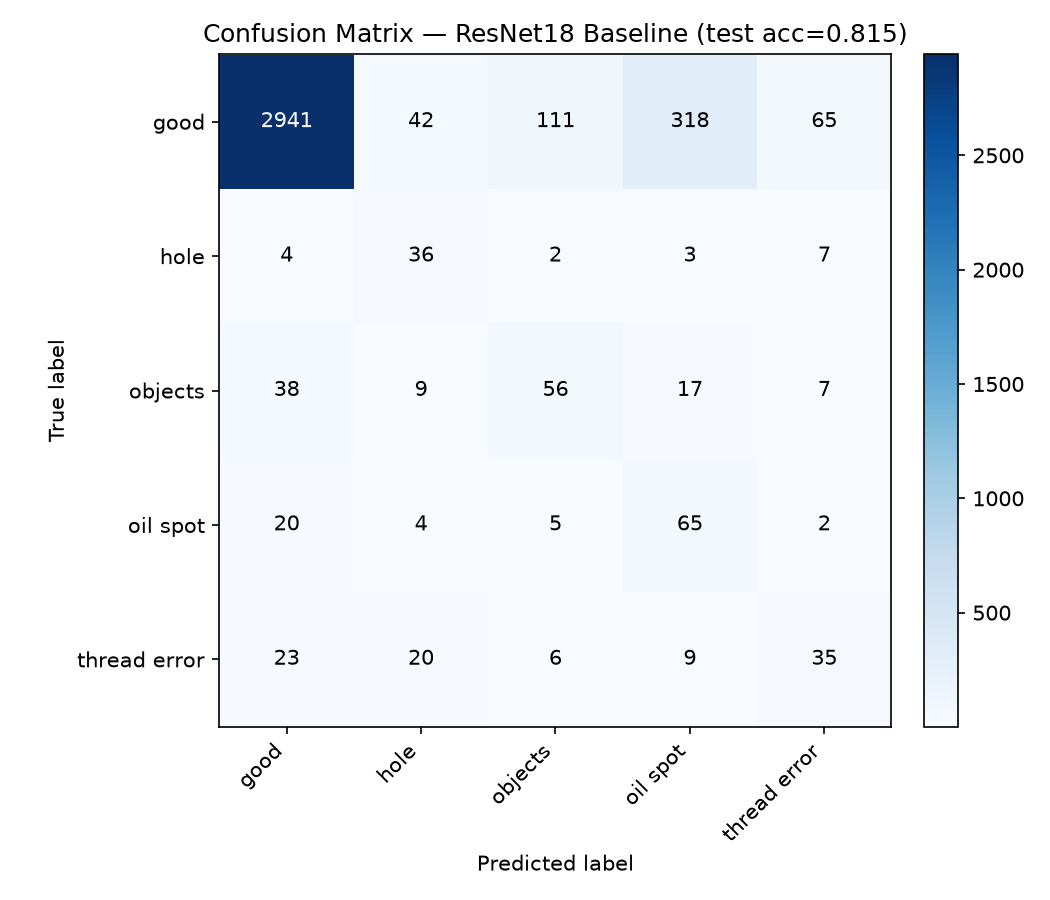 Confusion Matrix — ResNet18 Baseline (test acc=0.815)
True label
good 2941 42 111 318 65
hole 4 36 2 3 7
objects 38 9 56 17 7
oil spot 20 4 5 65 2
thread error 23 20 6 9 35
good hole objects oil spot thread error
Predicted label
2500
2000
1500
1000
500